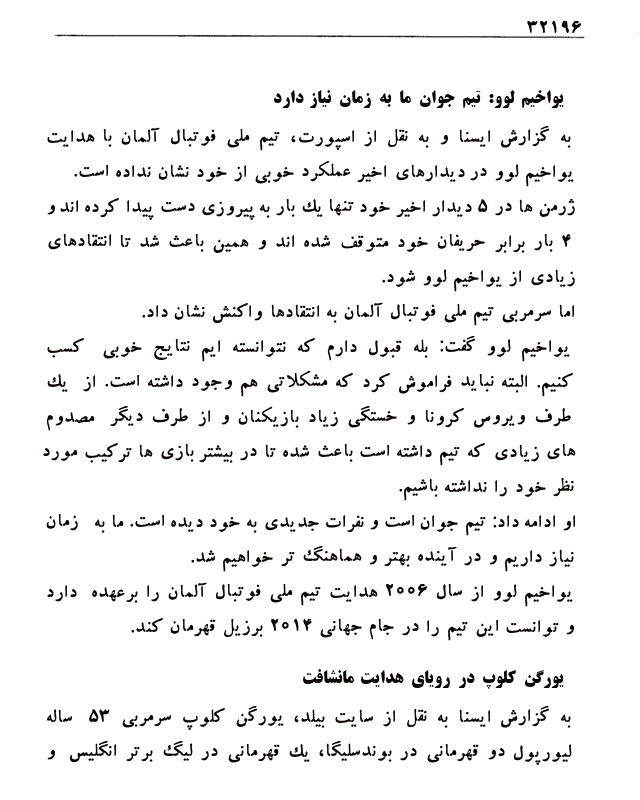 ۳۲۱۹۶
یواخیم لوو: تیم جوان ما به زمان نیاز دارد
به گزارش ایسنا و به نقل از اسپورت، تیم ملی فوتبال آلمان با هدایت
یواخیم لوو در دیدارهای اخیر عملکرد خوبی از خود نشان نداده است.
ژرمن ها در ۵ دیدار اخیر خود تنها یك بار به پیروزی دست پیدا کرده اند و
۴ بار برابر حریفان خود متوقف شده اند و همین باعث شد تا انتقادهای
زیادی از یواخیم لوو شود.
اما سرمربی تیم ملی فوتبال آلمان به انتقادها واکنش نشان داد.
یواخیم لوو گفت: بله قبول دارم که نتوانسته ایم نتایج خوبی کسب
کنیم. البته نباید فراموش کرد که مشکلاتی هم وجود داشته است. از یك
طرف ویروس کرونا و خستگی زیاد بازیکنان و از طرف دیگر مصدوم
های زیادی که تیم داشته است باعث شده تا در بیشتر بازی ها ترکیب مورد
نظر خود را نداشته باشیم.
او ادامه داد: تیم جوان است و نفرات جدیدی به خود دیده است. ما به زمان
نیاز داریم و در آینده بهتر و هماهنگ تر خواهیم شد.
یواخیم لوو از سال ۲۰۰۶ هدایت تیم ملی فوتبال آلمان را برعهده دارد
و توانست این تیم را در جام جهانی ۲۰۱۴ برزیل قهرمان کند.
یورگن کلوپ در رویای هدایت مانشافت
به گزارش ایسنا به نقل از سایت بیلد، یورگن کلوپ سرمربی ۵۳ ساله
لیورپول دو قهرمانی در بوندسلیگا، یك قهرمانی در لیگ برتر انگلیس و